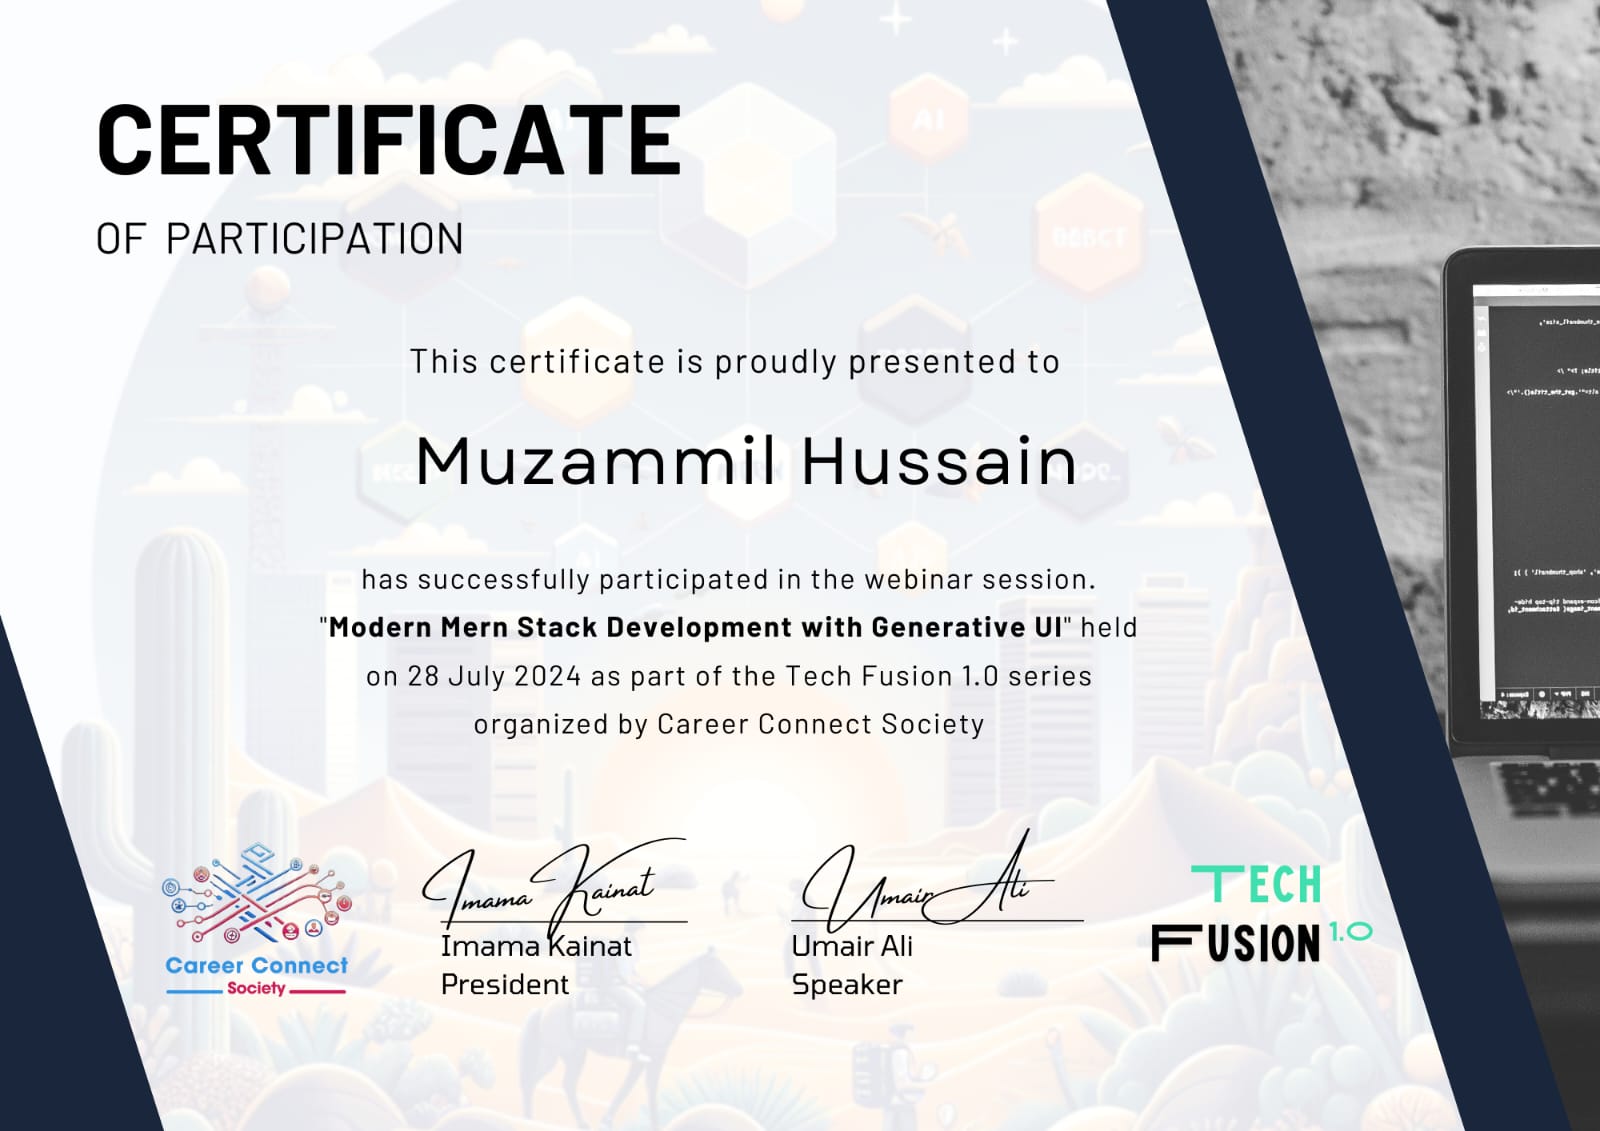 CERTIFICATE
OF PARTICIPATION
AI
This certificate is proudly presented to
Muzammil Hussain
has successfully participated in the webinar session.
"Modern Mern Stack Development with Generative UI" held
on 28 July 2024 as part of the Tech Fusion 1.0 series
organized by Career Connect Society
Imama Kainat
Umair Ali
Imama Kainat
President
Umair Ali
Speaker
Career Connect
Society
TECH
FUSION 1.0